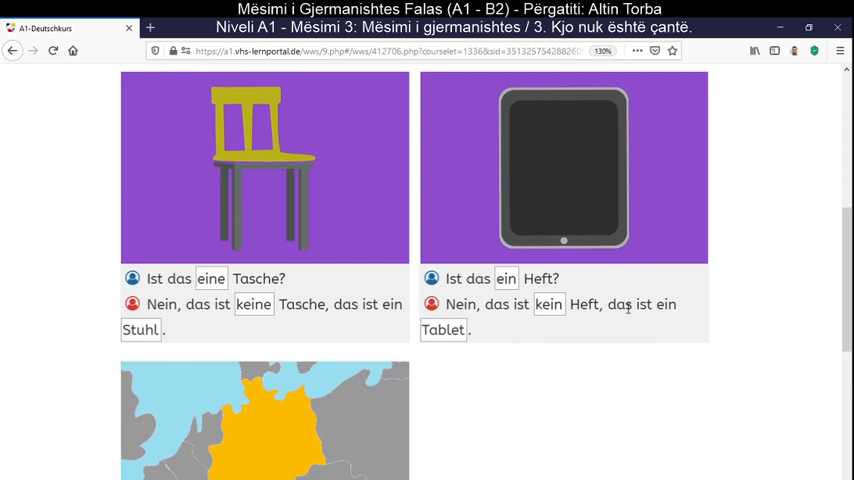 Mësimi i Gjermanishtes Falas (A1 - B2) - Përgatiti: Altin Torba
A1-Deutschkurs
Niveli A1 - Mësimi 3: Mësimi i gjermanishtes / 3. Kjo nuk është çantë.
https://a1.vhs-lernportal.de/wws/9.php#/wws/412706.php?courselet=1336&sid=3513257542882605
130%
Ist das eine Tasche?
Nein, das ist keine Tasche, das ist ein
Stuhl.
Ist das ein Heft?
Nein, das ist kein Heft, das ist ein
Tablet.